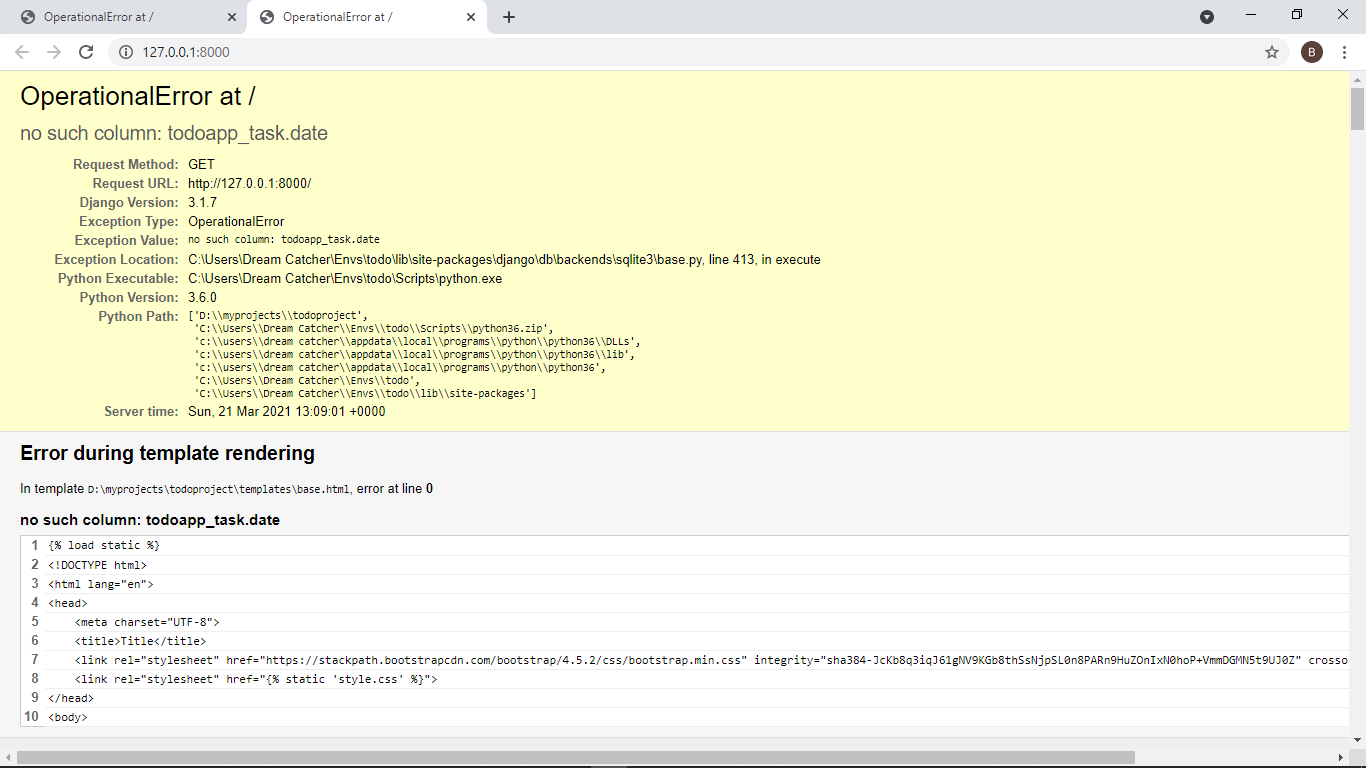 OperationalError at /
OperationalError at /
127.0.0.1:8000
B
OperationalError at /
no such column: todoapp_task.date
Request Method: GET
Request URL: http://127.0.0.1:8000/
Django Version: 3.1.7
Exception Type: OperationalError
Exception Value: no such column: todoapp_task.date
Exception Location: C:\Users\Dream Catcher\Envs\todo\lib\site-packages\django\db\backends\sqlite3\base.py, line 413, in execute
Python Executable: C:\Users\Dream Catcher\Envs\todo\Scripts\python.exe
Python Version: 3.6.0
Python Path: ['D:\\myprojects\\todoproject',
'C:\\Users\\Dream Catcher\\Envs\\todo\\Scripts\\python36.zip',
'c:\\users\\dream catcher\\appdata\\local\\programs\\python\\python36\\DLLs',
'c:\\users\\dream catcher\\appdata\\local\\programs\\python\\python36\\lib',
'c:\\users\\dream catcher\\appdata\\local\\programs\\python\\python36',
'C:\\Users\\Dream Catcher\\Envs\\todo',
'C:\\Users\\Dream Catcher\\Envs\\todo\\lib\\site-packages']
Server time: Sun, 21 Mar 2021 13:09:01 +0000
Error during template rendering
In template D:\myprojects\todoproject\templates\base.html, error at line 0
no such column: todoapp_task.date
1 {% load static %}
2 <!DOCTYPE html>
3 <html lang="en">
4 <head>
5 <meta charset="UTF-8">
6 <title>Title</title>
7 <link rel="stylesheet" href="https://stackpath.bootstrapcdn.com/bootstrap/4.5.2/css/bootstrap.min.css" integrity="sha384-JcKb8q3iqJ61gNV9KGb8thSsNjpSL0n8PARn9HuZOnIxN0hoP+VmmDGMN5t9UJ0Z" crosso
8 <link rel="stylesheet" href="{% static 'style.css' %}">
9 </head>
10 <body>